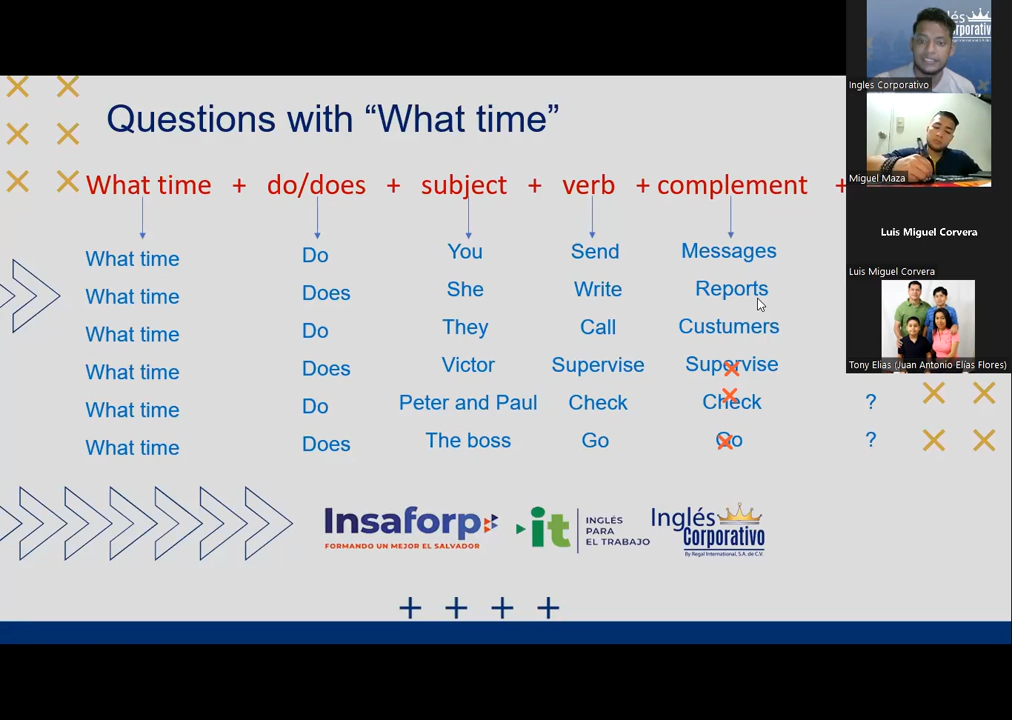 Questions with “What time”
What time + do/does + subject + verb + complement +
What time Do You Send Messages
What time Does She Write Reports
What time Do They Call Custumers
What time Does Victor Supervise Supervise
What time Do Peter and Paul Check Check ?
What time Does The boss Go Go ?
Insaforp
FORMANDO UN MEJOR EL SALVADOR
it
INGLÉS
PARA
EL TRABAJO
Inglés
Corporativo
By Regal International, S.A. de C.V.
Ingles Corporativo
Miguel Maza
Luis Miguel Corvera
Luis Miguel Corvera
Tony Elias (Juan Antonio Elías Flores)